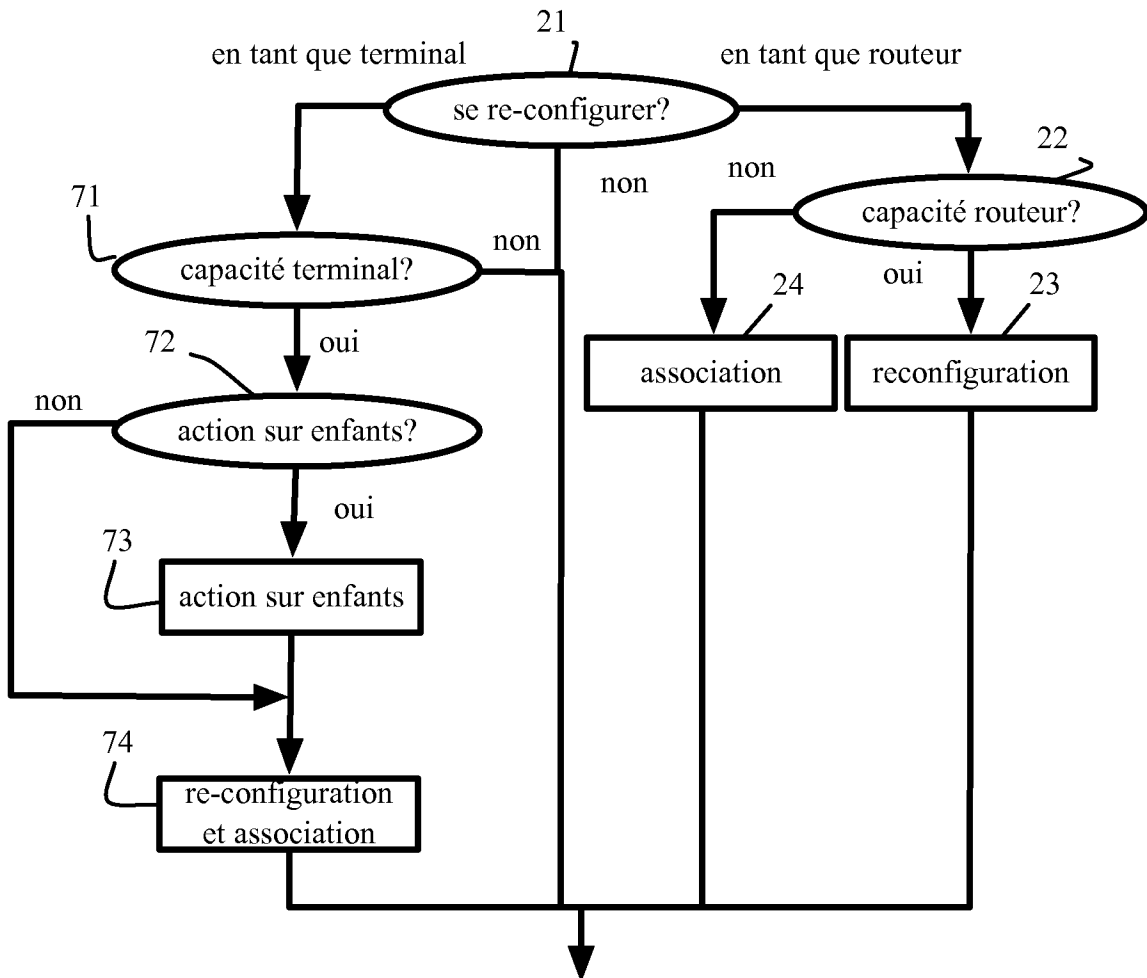 21
en tant que terminal
en tant que routeur
se re-configurer?
22
non
non
71
capacité routeur?
non
capacité terminal?
oui
24
23
72
oui
association
reconfiguration
non
action sur enfants?
oui
73
action sur enfants
74
re-configuration
et association